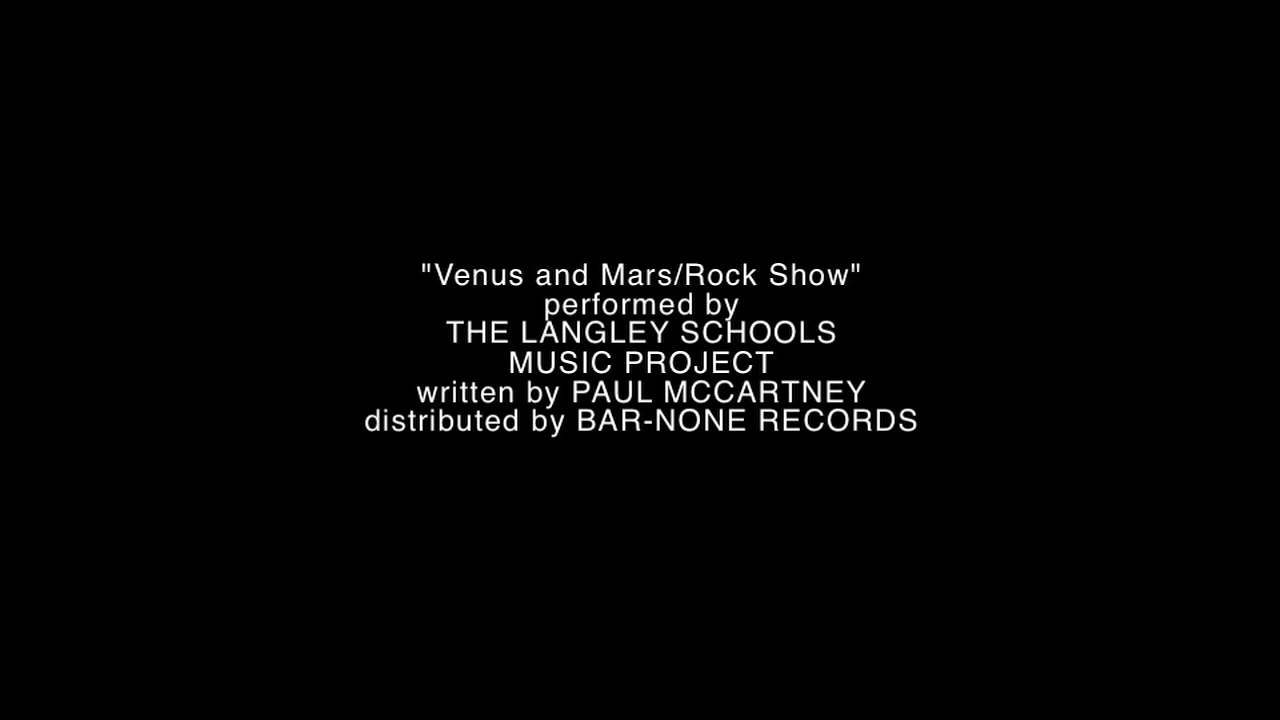 "Venus and Mars/Rock Show"
performed by
THE LANGLEY SCHOOLS
MUSIC PROJECT
written by PAUL MCCARTNEY
distributed by BAR-NONE RECORDS